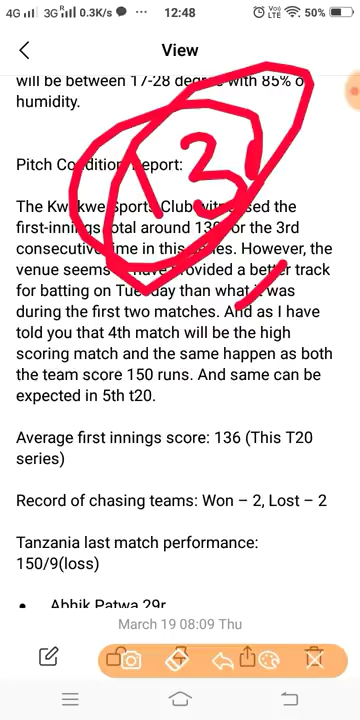 4G 3G R 0.3K/s ... 12:48 Vo) LTE 50%
View
will be between 17-28 degree with 85% o
humidity.
13
Pitch Condition Report:
The Kwekwe Sports Club witnessed the
first-innings total around 130 for the 3rd
consecutive time in this series. However, the
venue seems have provided a better track
for batting on Tuesday than what it was
during the first two matches. And as I have
told you that 4th match will be the high
scoring match and the same happen as both
the team score 150 runs. And same can be
expected in 5th t20.
Average first innings score: 136 (This T20
series)
Record of chasing teams: Won – 2, Lost – 2
Tanzania last match performance:
150/9(loss)
• Abhik Patwa 29r
March 19 08:09 Thu